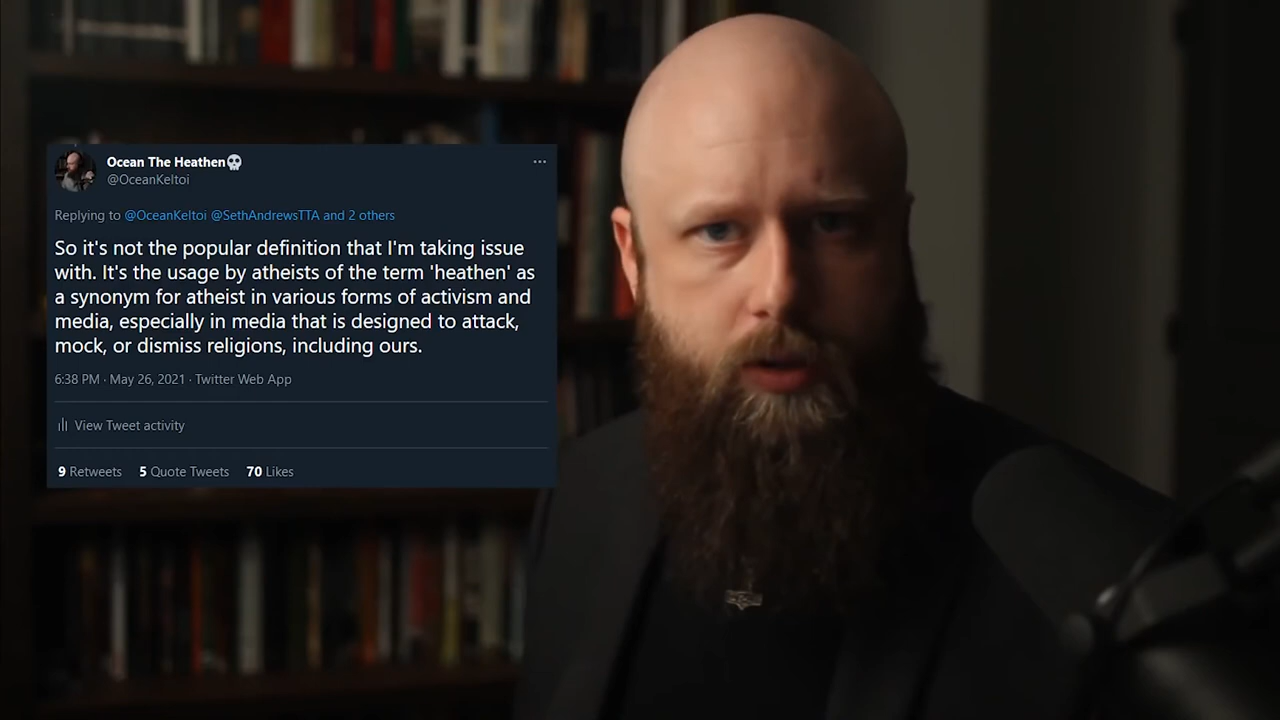 Ocean The Heathen💀
@OceanKeltoi
Replying to @OceanKeltoi @SethAndrewsTTA and 2 others
So it's not the popular definition that I'm taking issue
with. It's the usage by atheists of the term 'heathen' as
a synonym for atheist in various forms of activism and
media, especially in media that is designed to attack,
mock, or dismiss religions, including ours.
6:38 PM · May 26, 2021 · Twitter Web App
View Tweet activity
9 Retweets 5 Quote Tweets 70 Likes